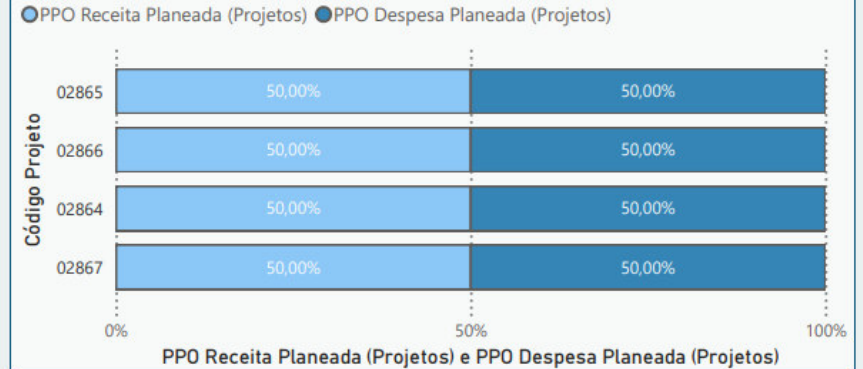 PPO Receita Planeada (Projetos) PPO Despesa Planeada (Projetos)
Código Projeto
02865 50,00% 50,00%
02866 50,00% 50,00%
02864 50,00% 50,00%
02867 50,00% 50,00%
0% 50% 100%
PPO Receita Planeada (Projetos) e PPO Despesa Planeada (Projetos)